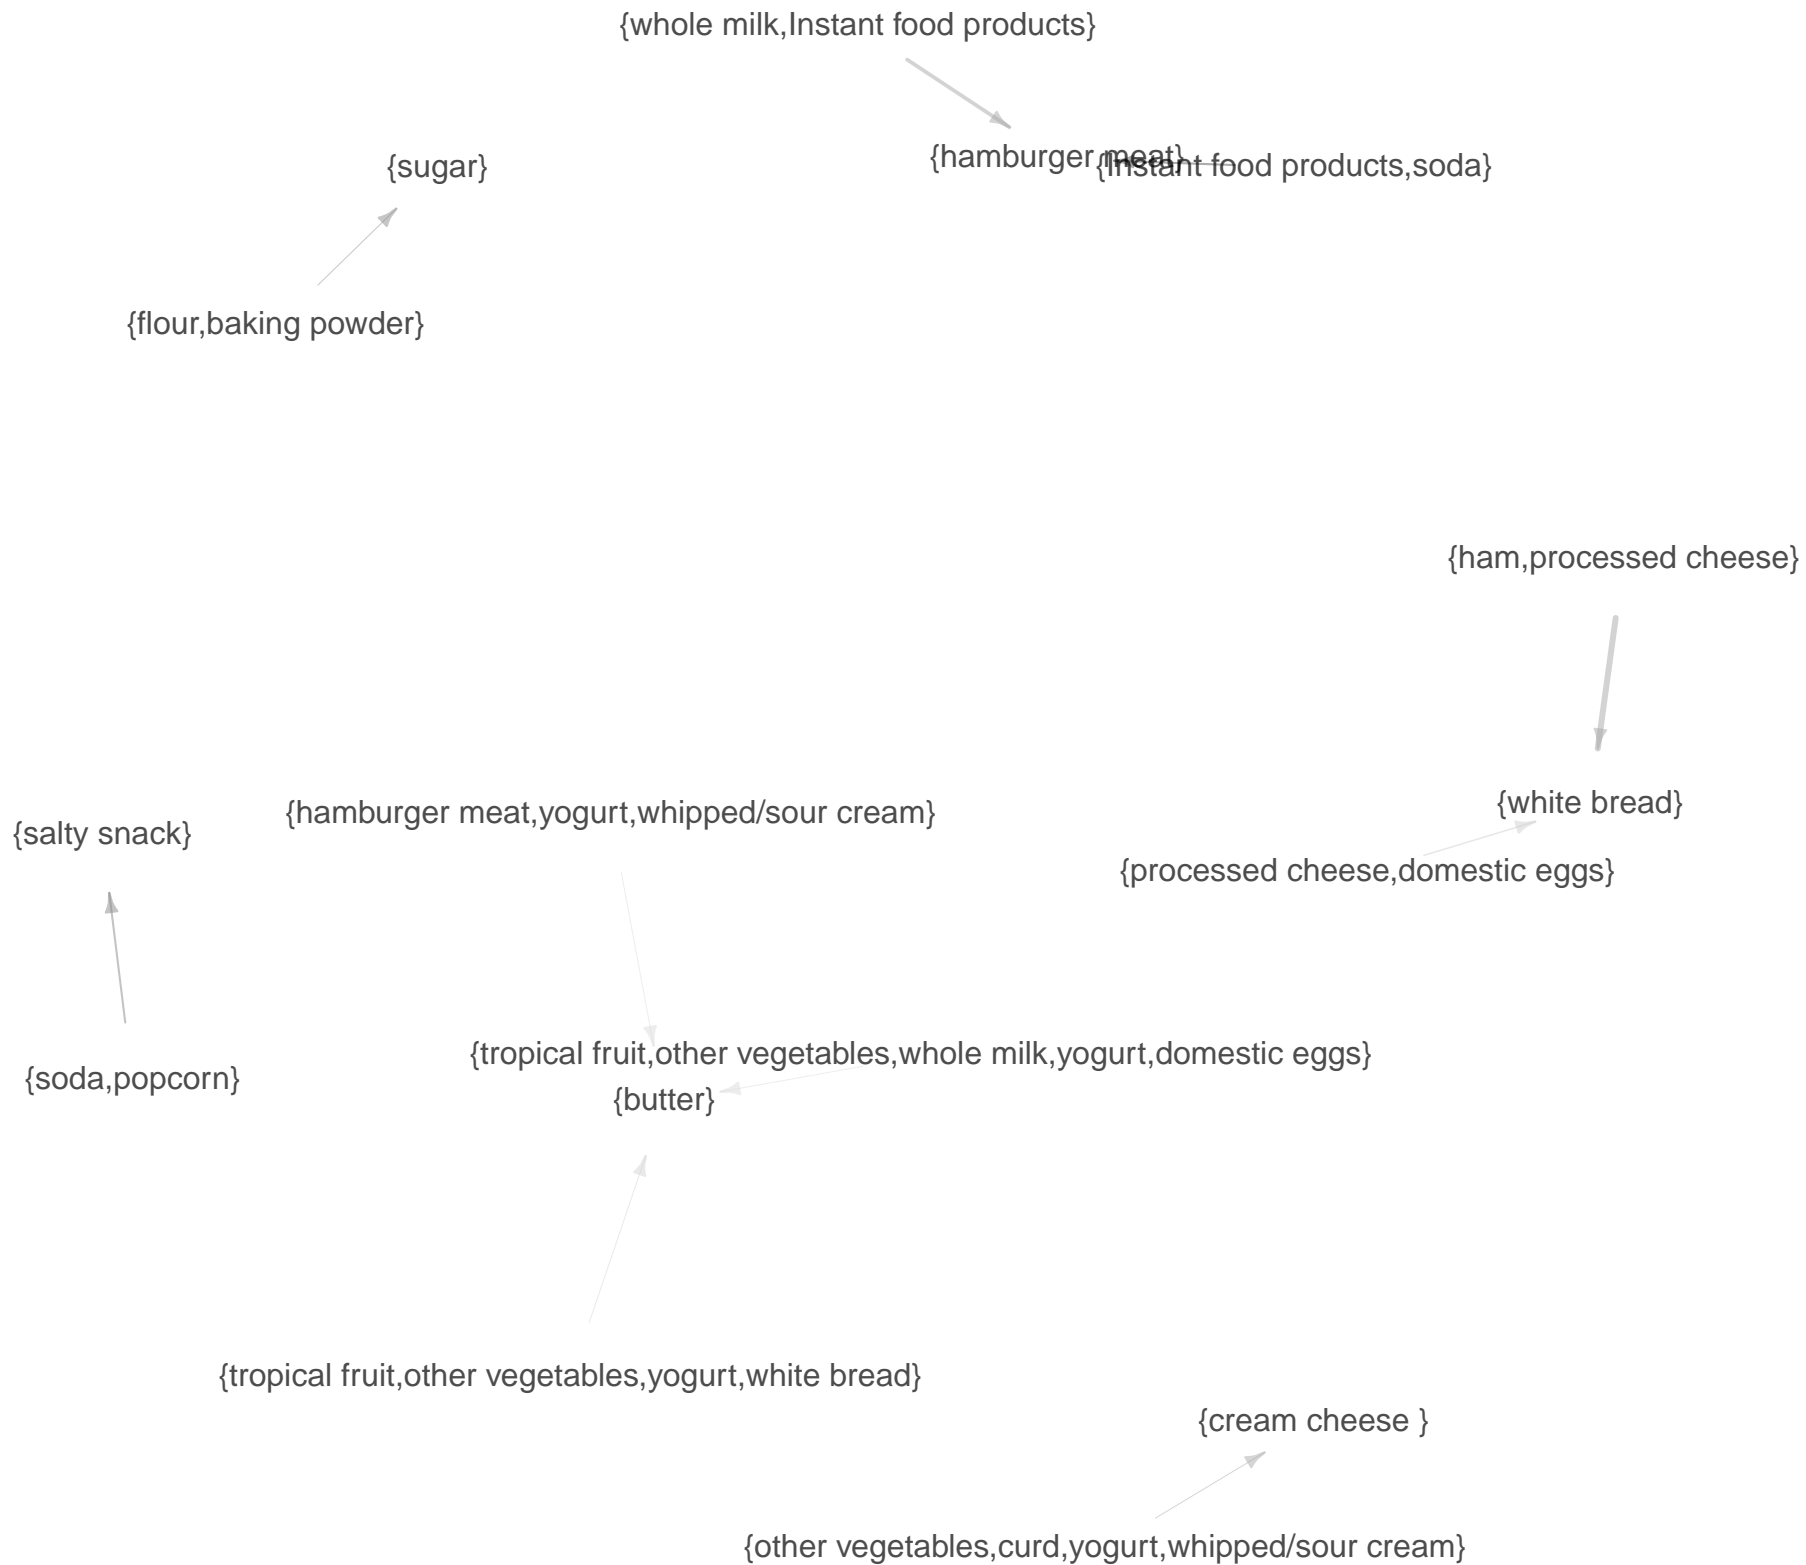 {whole milk,Instant food products}
{hamburger meat}
{Instant food products,soda}
{sugar}
{flour,baking powder}
{ham,processed cheese}
{white bread}
{processed cheese,domestic eggs}
{hamburger meat,yogurt,whipped/sour cream}
{salty snack}
{soda,popcorn}
{tropical fruit,other vegetables,whole milk,yogurt,domestic eggs}
{butter}
{tropical fruit,other vegetables,yogurt,white bread}
{cream cheese }
{other vegetables,curd,yogurt,whipped/sour cream}